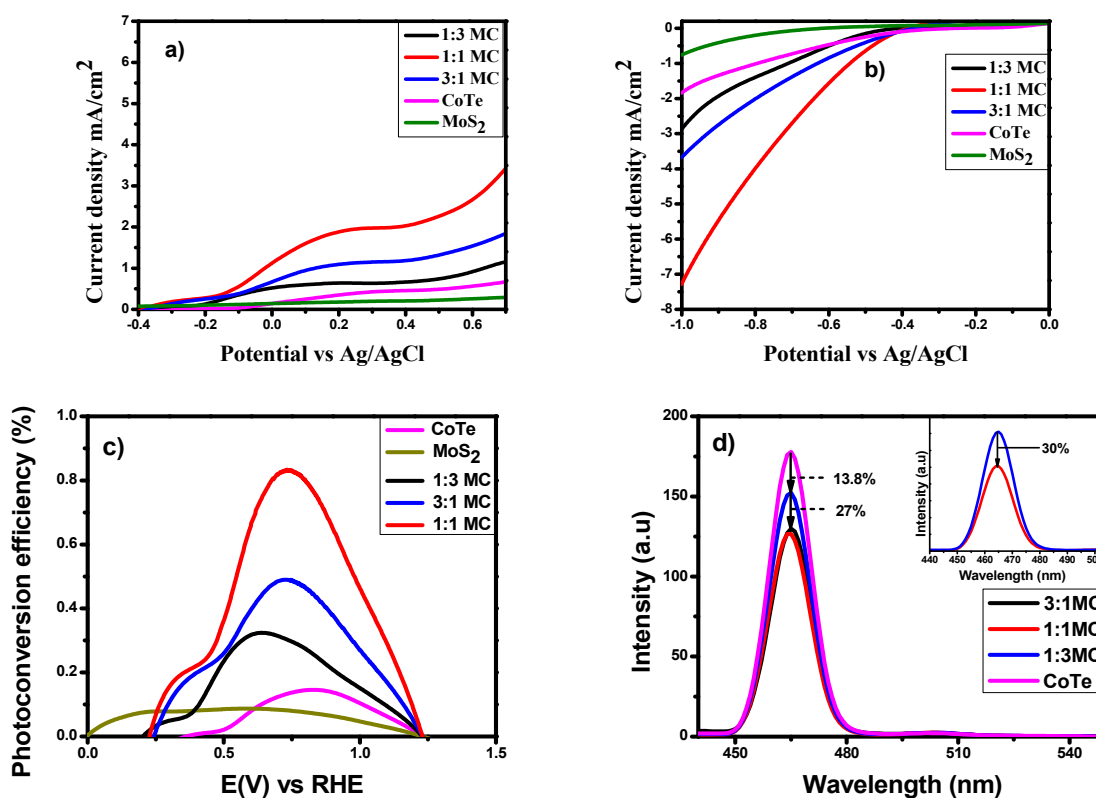 a)
1:3 MC
1:1 MC
3:1 MC
CoTe
MoS2
Current density mA/cm2
7
6
5
4
3
2
1
0
-0.4 -0.2 0.0 0.2 0.4 0.6
Potential vs Ag/AgCl
b)
1:3 MC
1:1 MC
3:1 MC
CoTe
MoS2
Current density mA/cm2
0
-1
-2
-3
-4
-5
-6
-7
-8
-1.0 -0.8 -0.6 -0.4 -0.2 0.0
Potential vs Ag/AgCl
c)
CoTe
MoS2
1:3 MC
3:1 MC
1:1 MC
Photoconversion efficiency (%)
1.0
0.8
0.6
0.4
0.2
0.0
0.0 0.5 1.0 1.5
E(V) vs RHE
d)
13.8%
27%
Intensity (a.u)
200
175
150
125
100
75
50
25
0
450 480 510 540
Wavelength (nm)
30%
Intensity (a.u)
440 450 460 470 480 490
Wavelength (nm)
3:1MC
1:1MC
1:3MC
CoTe